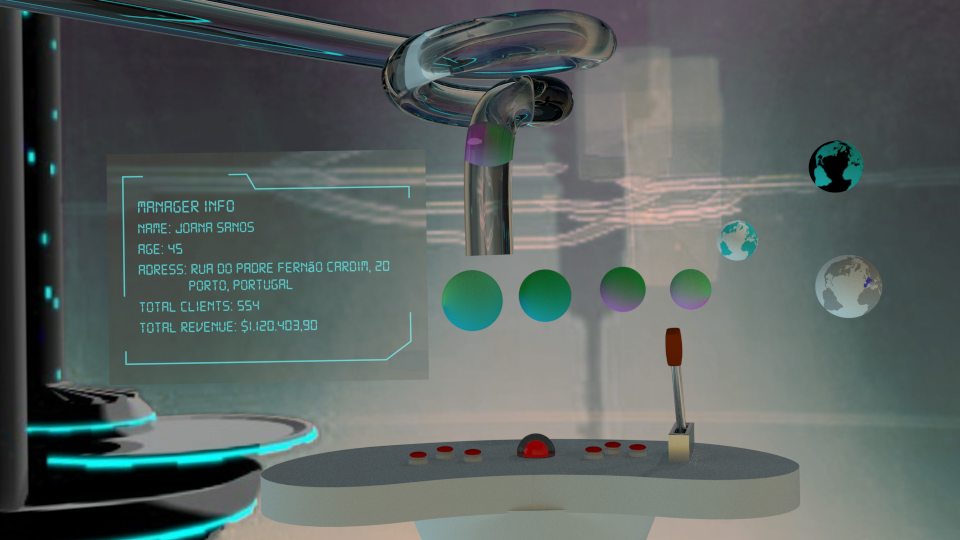 MANAGER INFO
NAME: JOANA SANOS
AGE: 45
ADRESS: RUA DO PADRE FERNãO CARDIM, 20
PORTO, PORTUGAL
TOTAL CLIENTS: 554
TOTAL REVENUE: $1.120.403,90